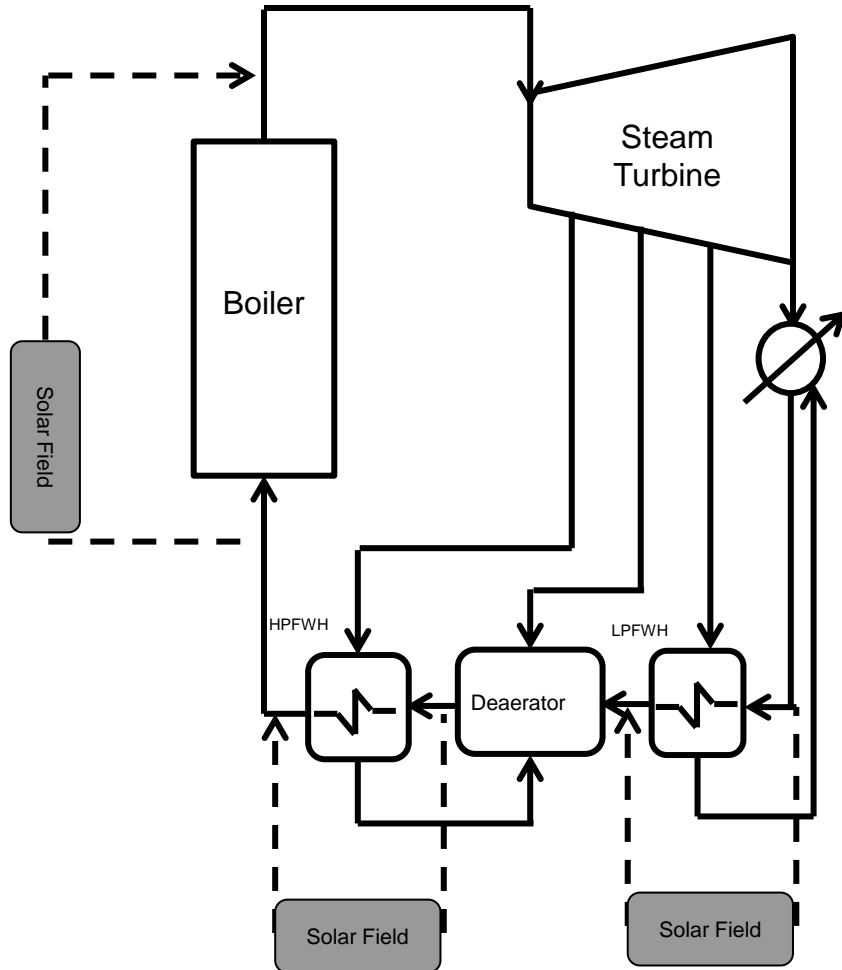 Steam
Turbine
Boiler
Solar Field
HPFWH
LPFWH
Deaerator
Solar Field
Solar Field